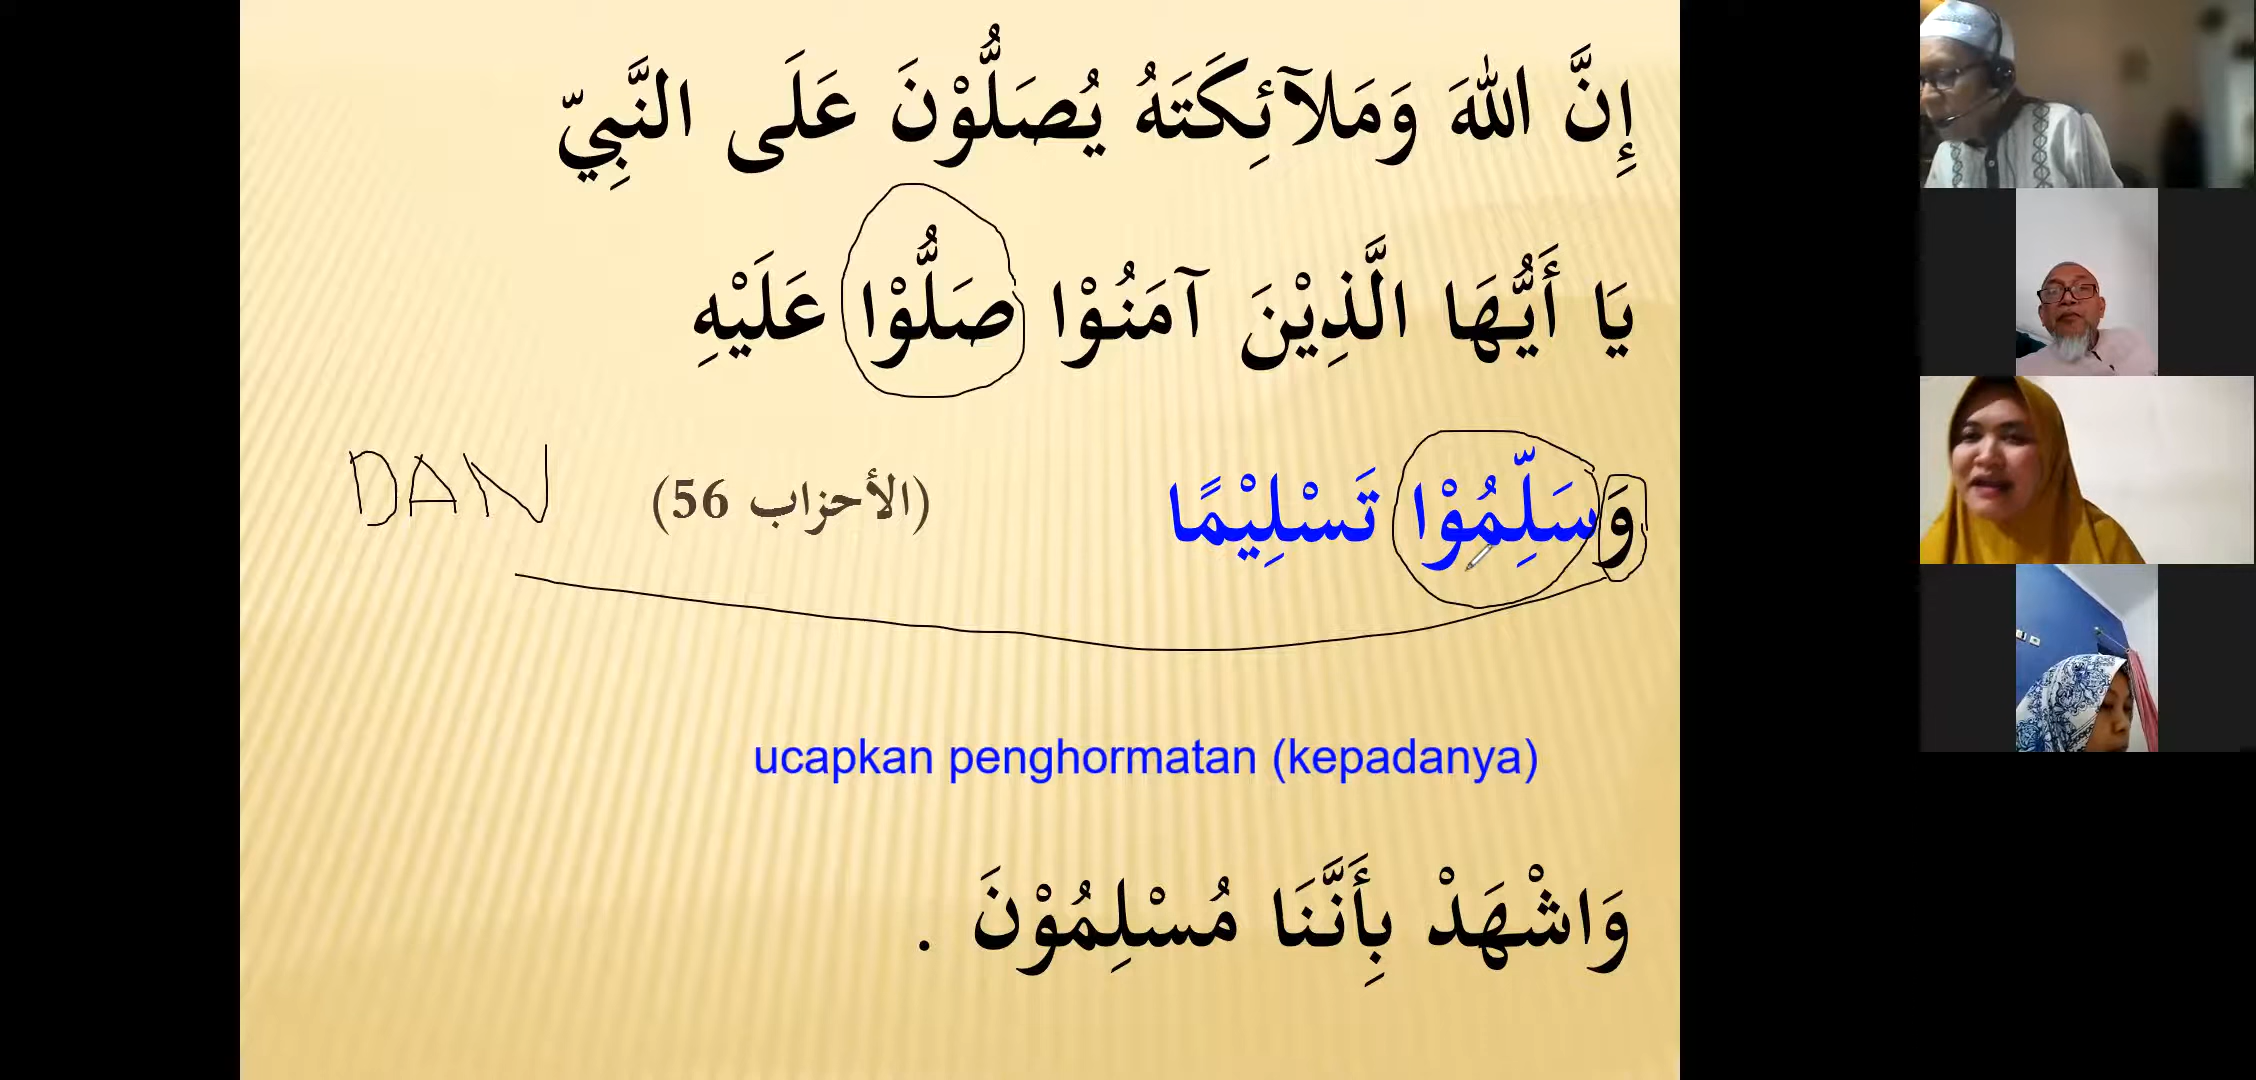 إِنَّ اللهَ وَمَلآئِكَتَهُ يُصَلُّوْنَ عَلَى النَّبِيّ
يَا أَيُّهَا الَّذِيْنَ آمَنُوْا صَلُّوْا عَلَيْهِ
وَسَلِّمُوْا تَسْلِيْمًا (الأحزاب 56) DAN
ucapkan penghormatan (kepadanya)
وَاشْهَدْ بِأَنَّنَا مُسْلِمُوْنَ .